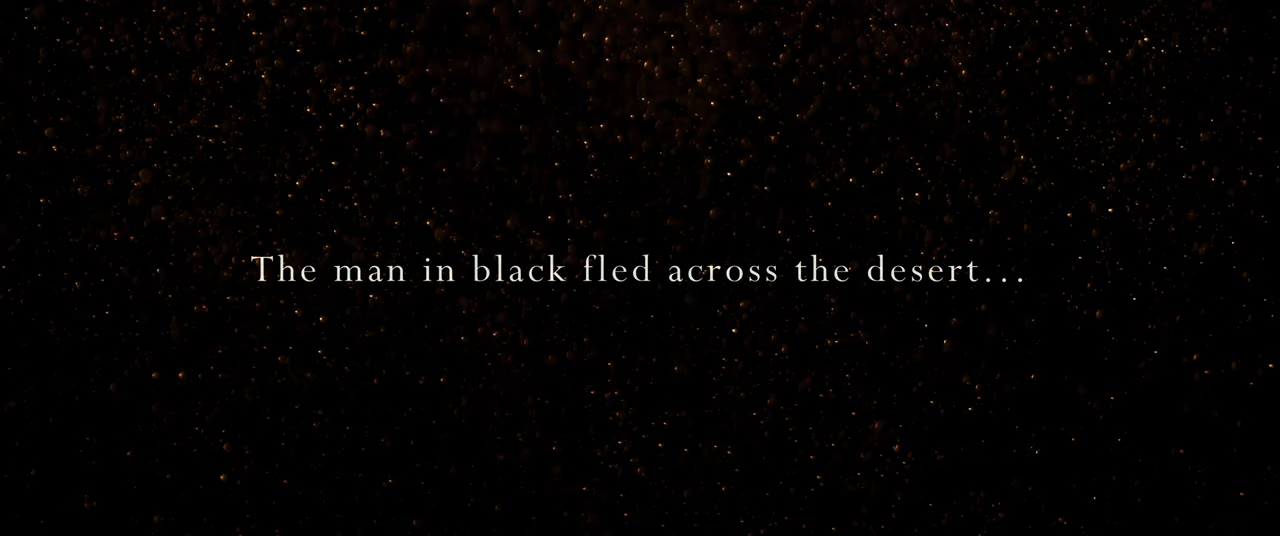 The man in black fled across the desert...